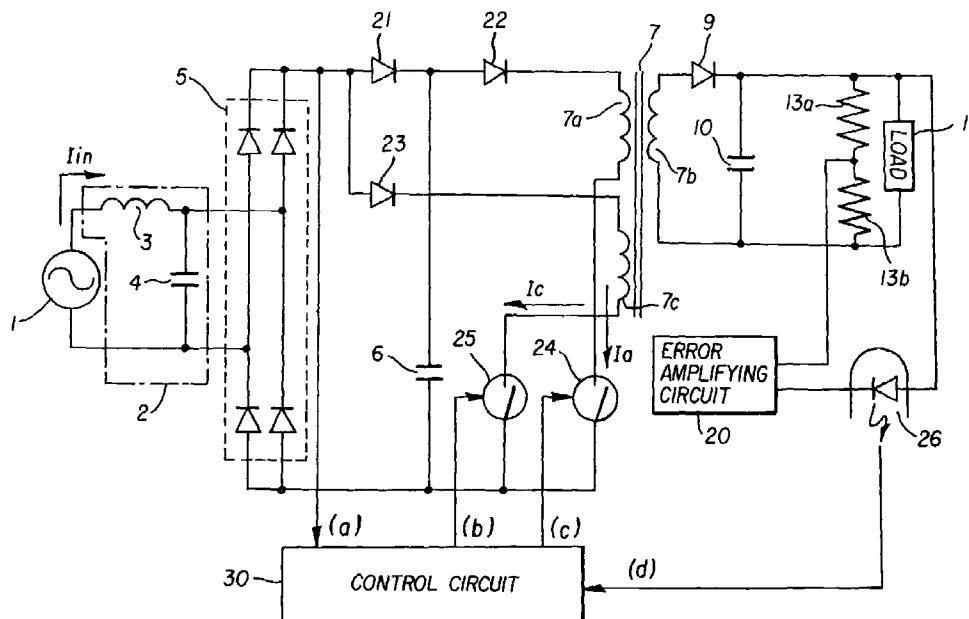 21
22
7
9
5
7a
13a
LOAD
1
10
7b
23
Iin
3
4
13b
7c
Ic
1
25
24
Ia
6
ERROR
AMPLIFYING
CIRCUIT
2
20
26
(a)
(b)
(c)
(d)
30
CONTROL CIRCUIT